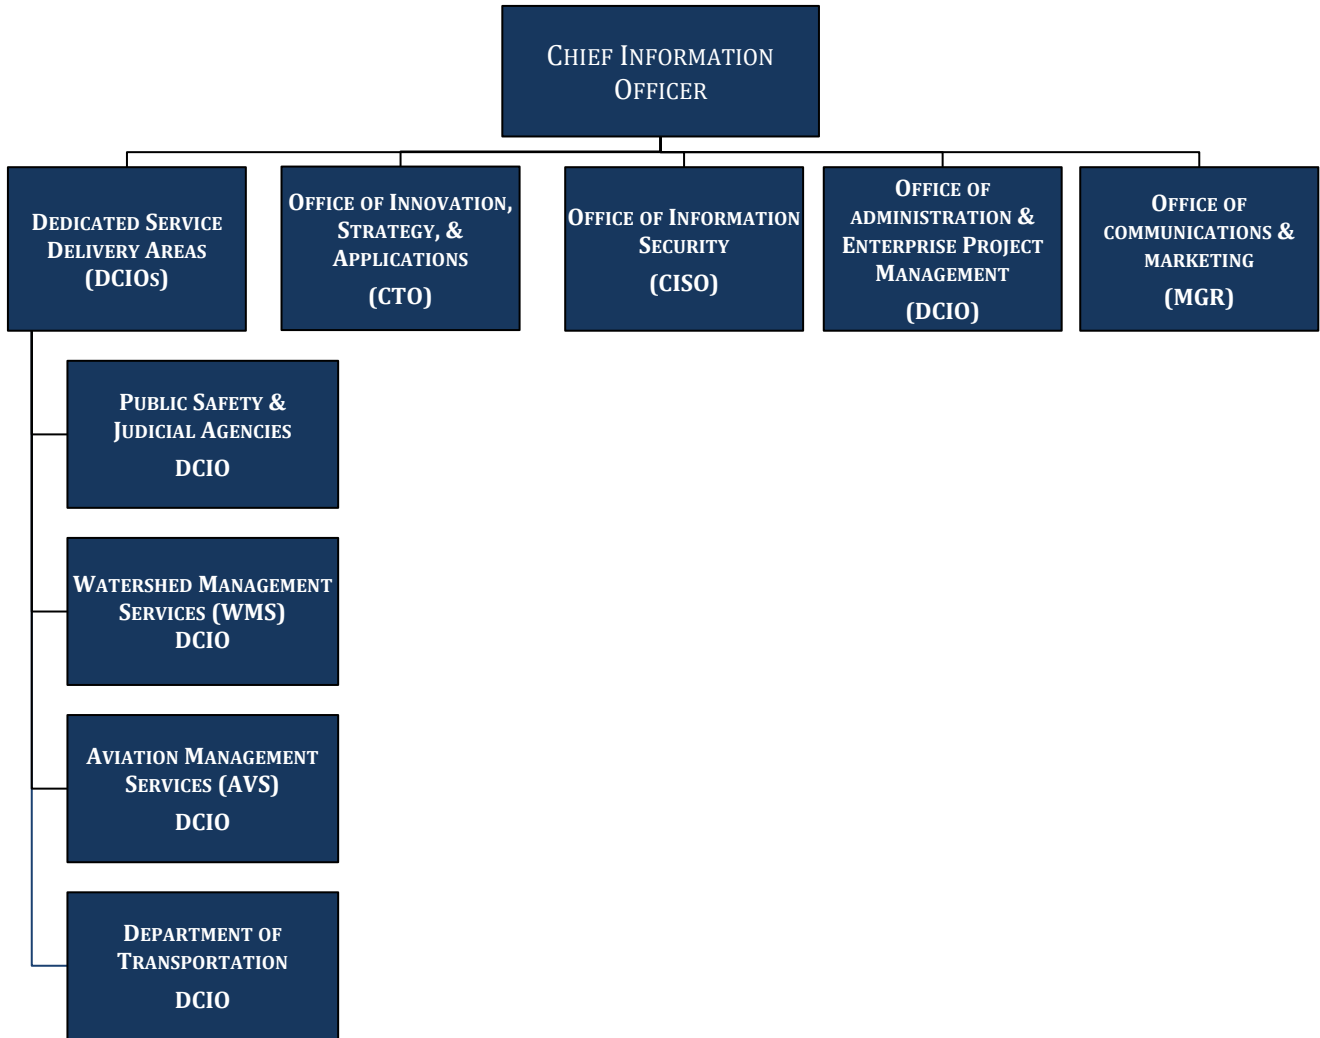 CHIEF INFORMATION
OFFICER
DEDICATED SERVICE
DELIVERY AREAS
(DCIOS)
OFFICE OF INNOVATION,
STRATEGY, &
APPLICATIONS
(CTO)
OFFICE OF INFORMATION
SECURITY
(CISO)
OFFICE OF
ADMINISTRATION &
ENTERPRISE PROJECT
MANAGEMENT
(DCIO)
OFFICE OF
COMMUNICATIONS &
MARKETING
(MGR)
PUBLIC SAFETY &
JUDICIAL AGENCIES
DCIO
WATERSHED MANAGEMENT
SERVICES (WMS)
DCIO
AVIATION MANAGEMENT
SERVICES (AVS)
DCIO
DEPARTMENT OF
TRANSPORTATION
DCIO